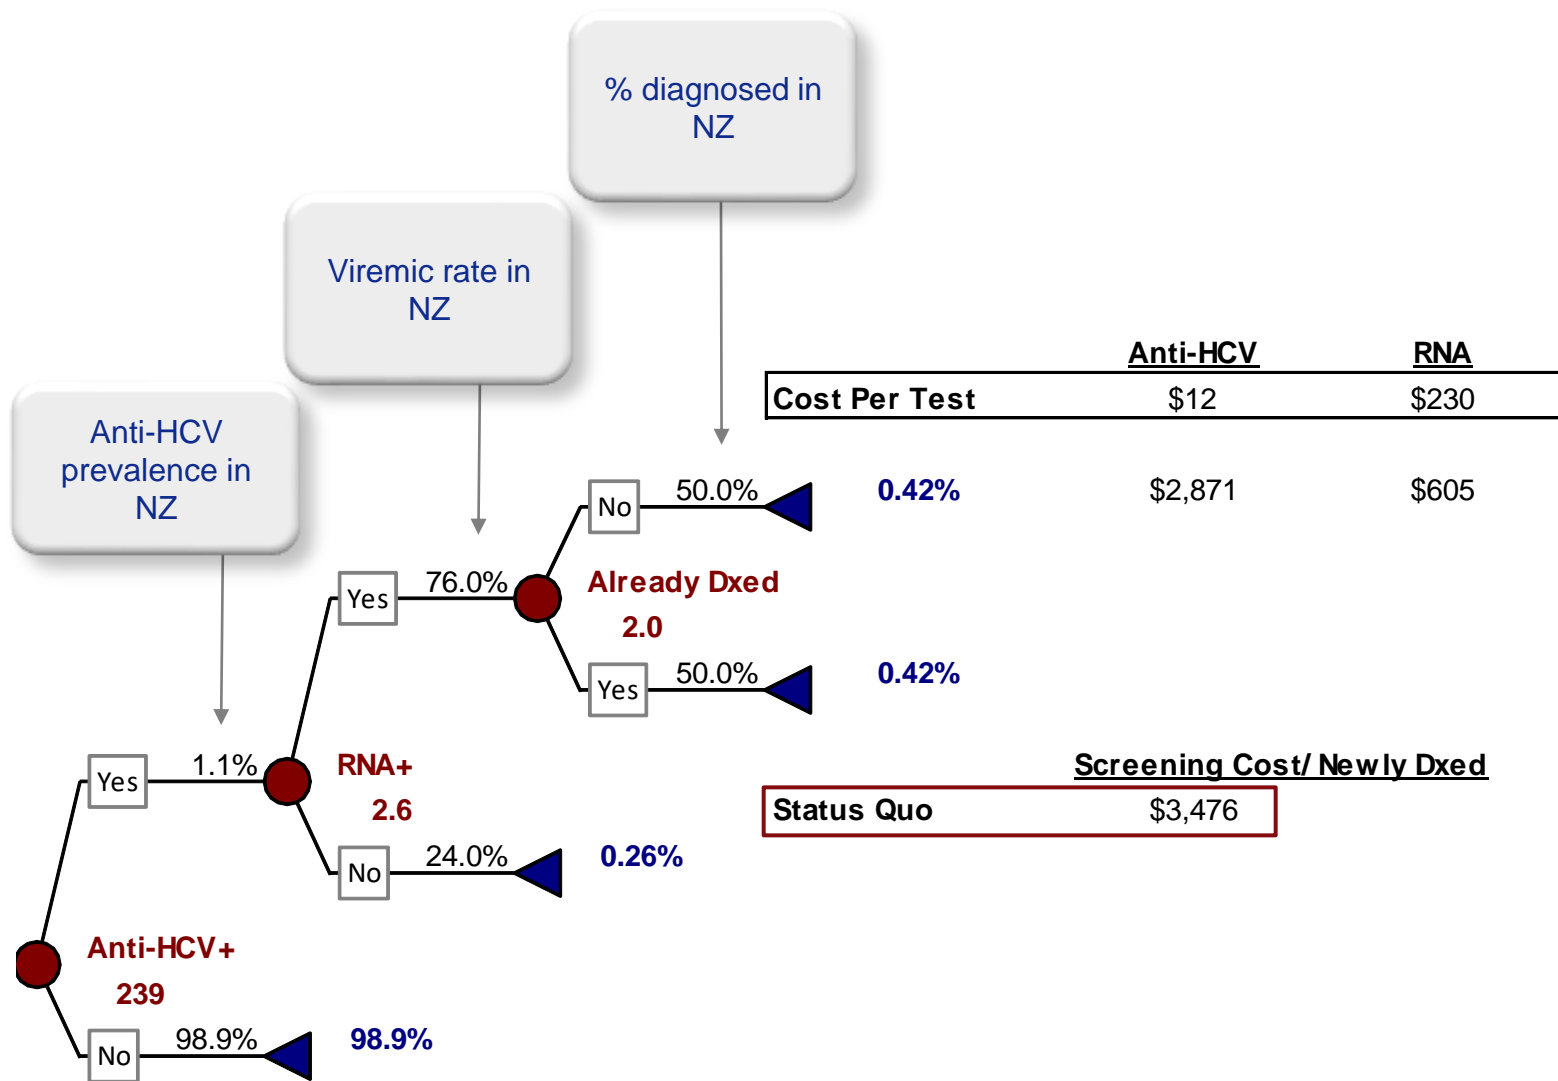 % diagnosed in
NZ
Viremic rate in
NZ
Anti-HCV
prevalence in
NZ
Anti-HCV RNA
Cost Per Test $12 $230
No 50.0% 0.42% $2,871 $605
Yes 76.0% Already Dxed
2.0
Yes 50.0% 0.42%
Yes 1.1% RNA+
2.6
Screening Cost/ Newly Dxed
Status Quo $3,476
No 24.0% 0.26%
Anti-HCV+
239
No 98.9% 98.9%